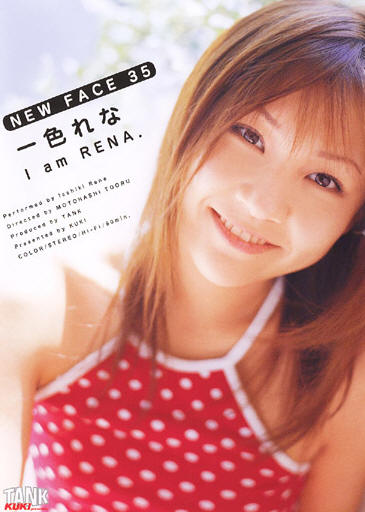 NEW FACE 35
一色れな
I am RENA.
Performed by Isshiki Rena
Directed by MOTOHASHI TOORU
Produced by TANK
Presented by KUKI
COLOR/STEREO/Hi-Fi/60min.
TANK
KUKI